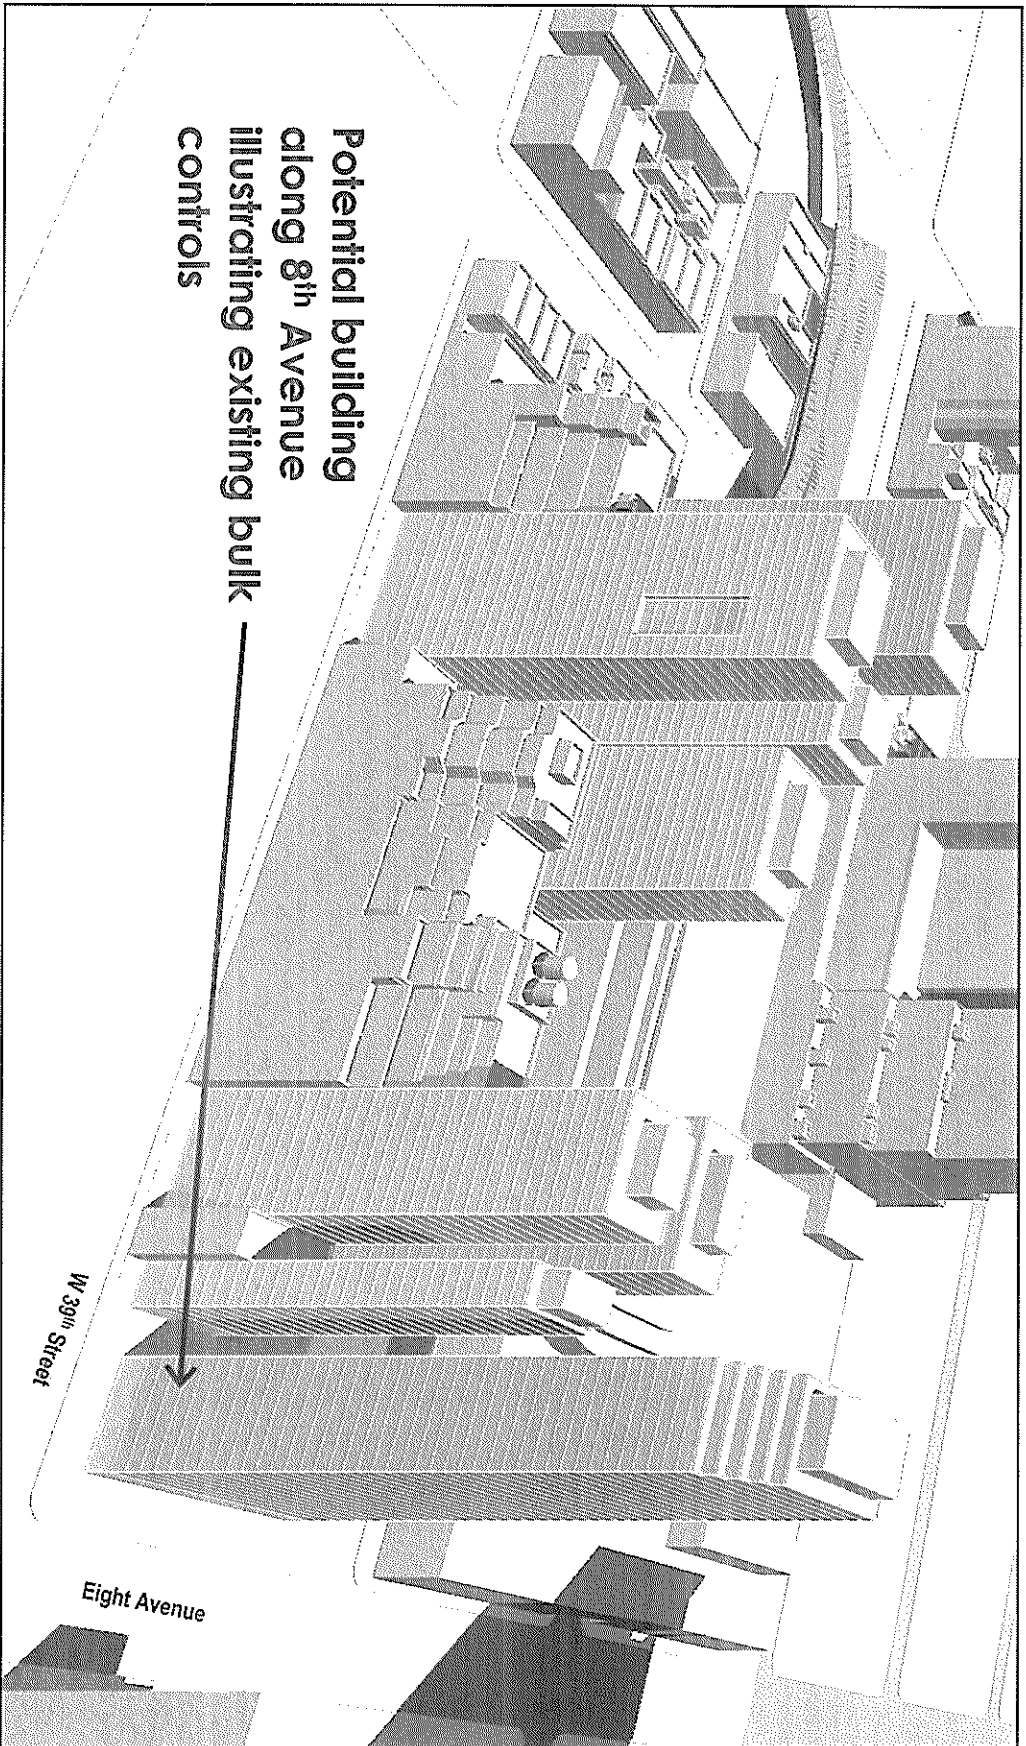 Potential building
along 8th Avenue
illustrating existing bulk
controls
W 39th Street
Eight Avenue